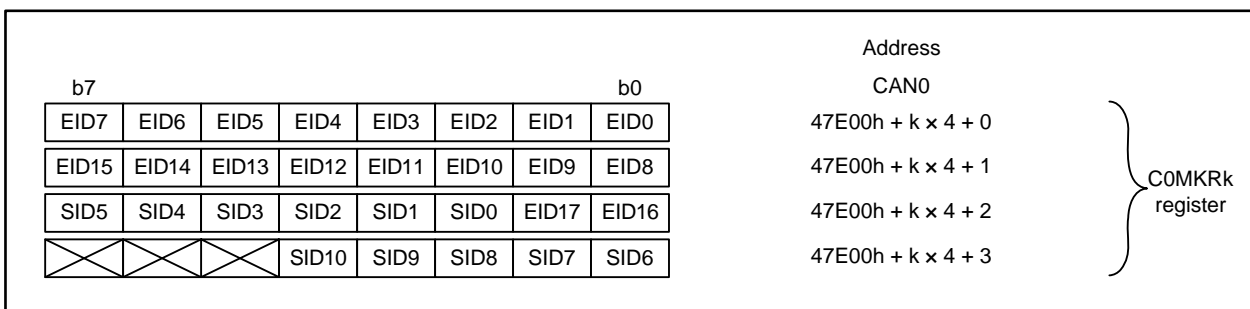 Address
b7 b0 CAN0
EID7 EID6 EID5 EID4 EID3 EID2 EID1 EID0 47E00h + k × 4 + 0
EID15 EID14 EID13 EID12 EID11 EID10 EID9 EID8 47E00h + k × 4 + 1
SID5 SID4 SID3 SID2 SID1 SID0 EID17 EID16 47E00h + k × 4 + 2
SID10 SID9 SID8 SID7 SID6 47E00h + k × 4 + 3
C0MKRk
register